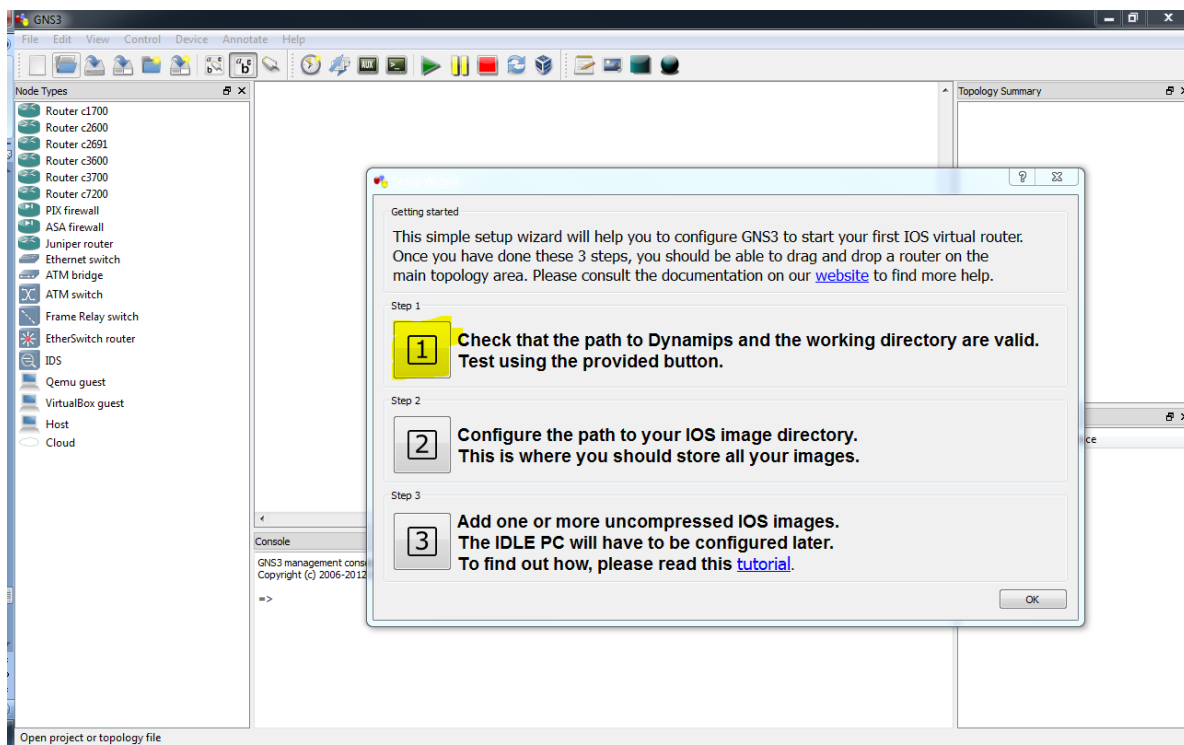 GNS3
File Edit View Control Device Annotate Help
AUX
Node Types
Router c1700
Router c2600
Router c2691
Router c3600
Router c3700
Router c7200
PIX firewall
ASA firewall
Juniper router
Ethernet switch
ATM bridge
ATM switch
Frame Relay switch
EtherSwitch router
IDS
Qemu guest
VirtualBox guest
Host
Cloud
Topology Summary
Getting started
This simple setup wizard will help you to configure GNS3 to start your first IOS virtual router.
Once you have done these 3 steps, you should be able to drag and drop a router on the
main topology area. Please consult the documentation on our website to find more help.
Step 1
1
Check that the path to Dynamips and the working directory are valid.
Test using the provided button.
Step 2
2
Configure the path to your IOS image directory.
This is where you should store all your images.
Step 3
3
Add one or more uncompressed IOS images.
The IDLE PC will have to be configured later.
To find out how, please read this tutorial.
OK
ce
Console
GNS3 management cons
Copyright (c) 2006-2012
=>
Open project or topology file